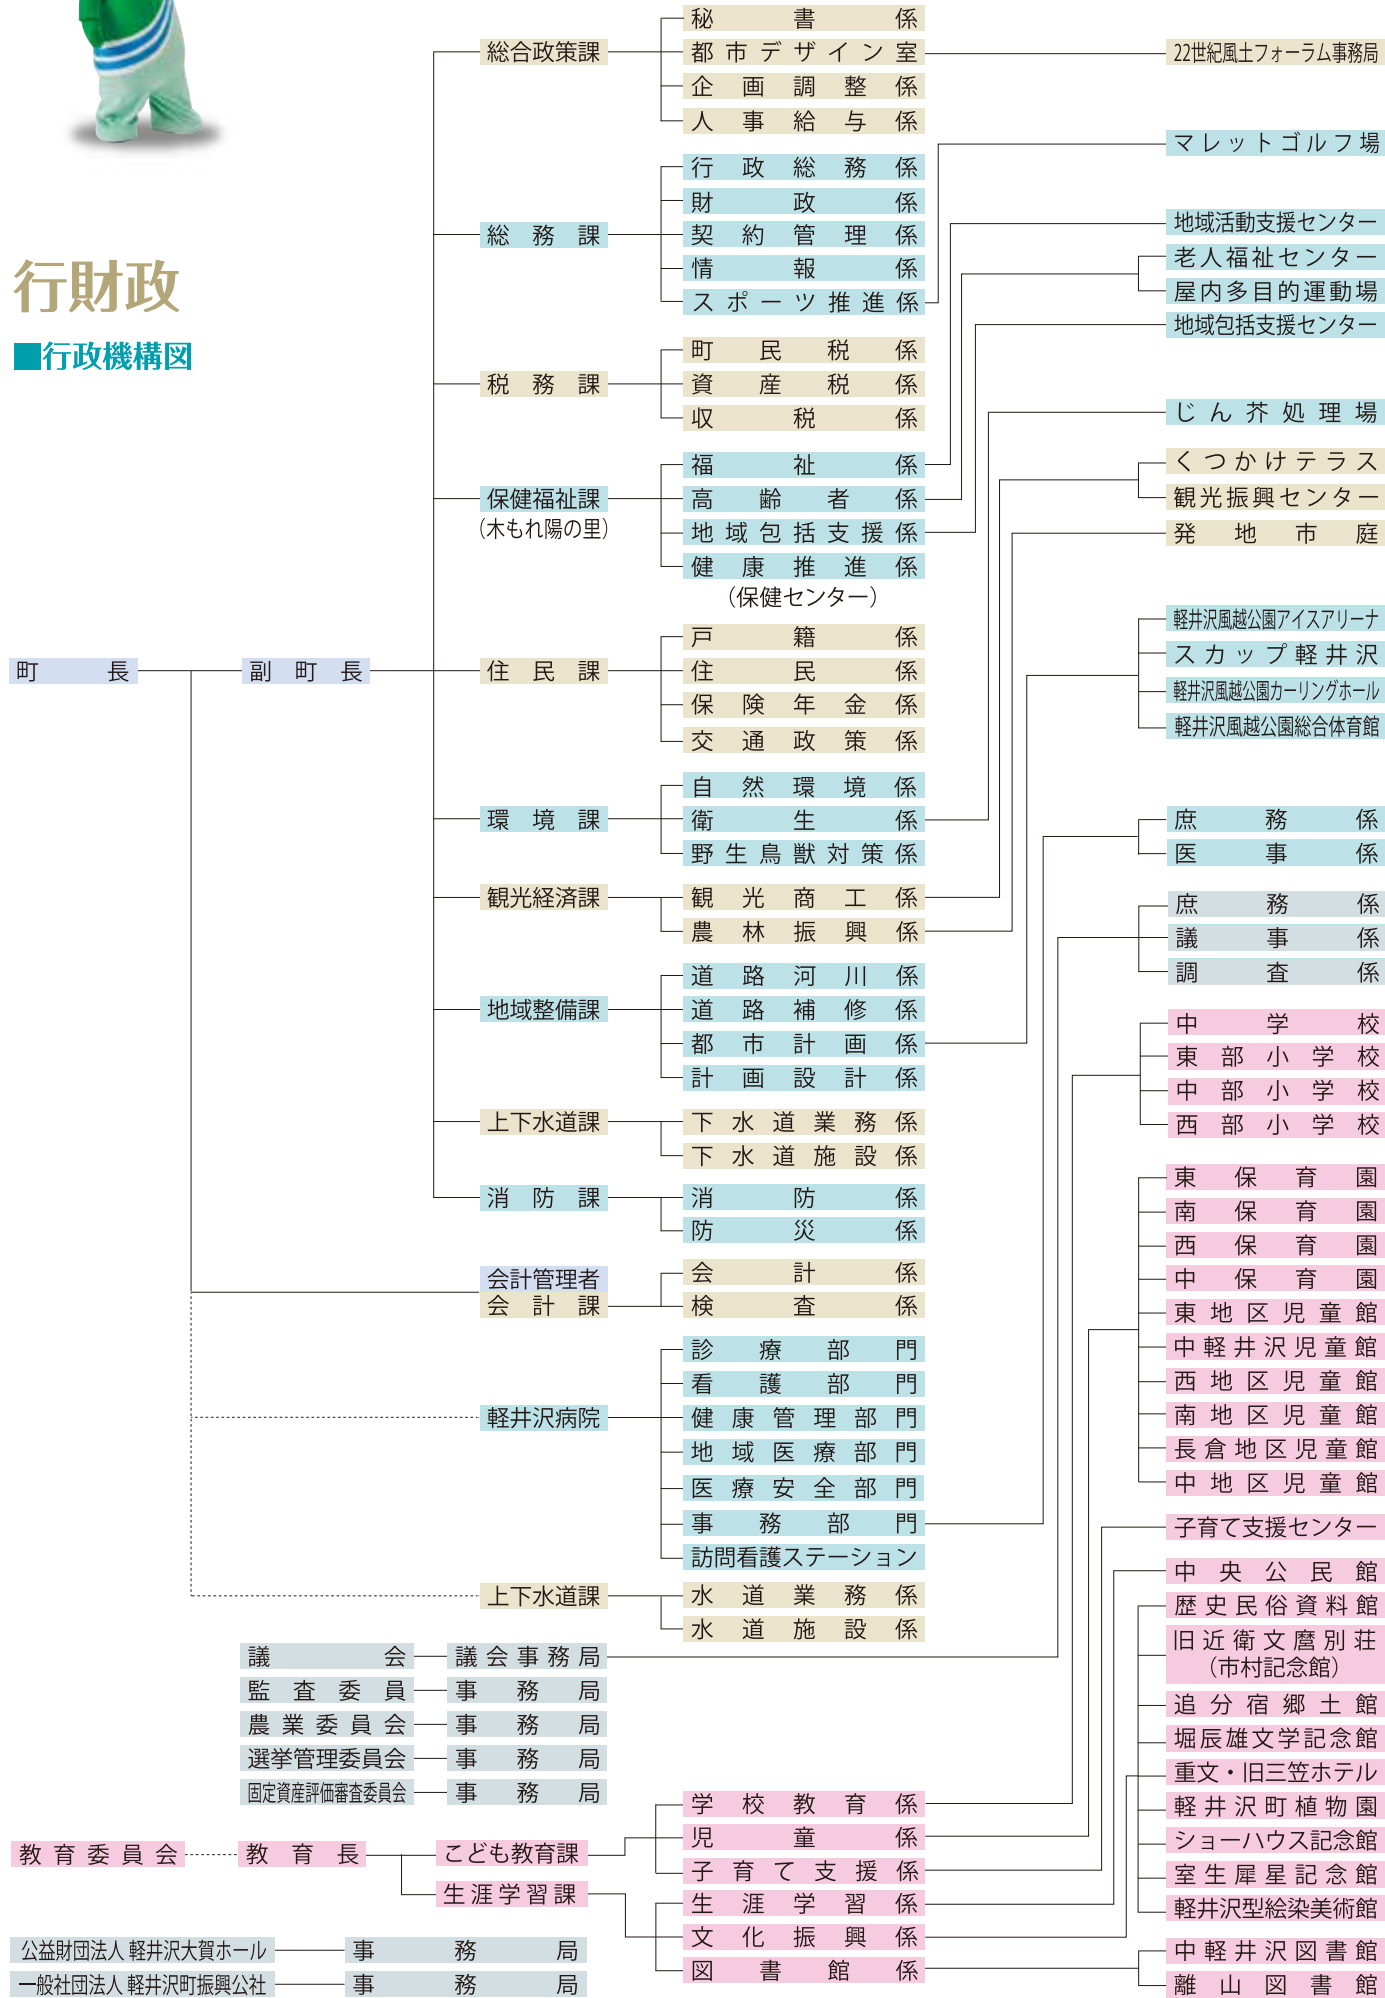 行財政
■行政機構図
町長
副町長
総合政策課
秘書係
都市デザイン室
22世紀風土フォーラム事務局
企画調整係
人事給与係
総務課
行政総務係
財政係
契約管理係
情報係
スポーツ推進係
マレットゴルフ場
税務課
町民税係
資産税係
収税係
保健福祉課
(木もれ陽の里)
福祉係
高齢者係
地域包括支援係
健康推進係
(保健センター)
地域活動支援センター
老人福祉センター
屋内多目的運動場
地域包括支援センター
住民課
戸籍係
住民係
保険年金係
交通政策係
環境課
自然環境係
衛生係
野生鳥獣対策係
じん芥処理場
観光経済課
観光商工係
農林振興係
くつかけテラス
観光振興センター
発地市庭
地域整備課
道路河川係
道路補修係
都市計画係
計画設計係
軽井沢風越公園アイスアリーナ
スカップ軽井沢
軽井沢風越公園カーリングホール
軽井沢風越公園総合体育館
上下水道課
下水道業務係
下水道施設係
消防課
消防係
防災係
会計管理者
会計課
会計係
検査係
軽井沢病院
診療部門
看護部門
健康管理部門
地域医療部門
医療安全部門
事務部門
訪問看護ステーション
庶務係
医事係
上下水道課
水道業務係
水道施設係
議会
議会事務局
庶務係
議事係
調査係
監査委員
事務局
農業委員会
事務局
選挙管理委員会
事務局
固定資産評価審査委員会
事務局
教育委員会
教育長
こども教育課
生涯学習課
学校教育係
児童係
子育て支援係
生涯学習係
文化振興係
図書館係
中学校
東部小学校
中部小学校
西部小学校
東保育園
南保育園
西保育園
中保育園
東地区児童館
中軽井沢児童館
西地区児童館
南地区児童館
長倉地区児童館
中地区児童館
子育て支援センター
中央公民館
歴史民俗資料館
旧近衛文麿別荘
(市村記念館)
追分宿郷土館
堀辰雄文学記念館
重文・旧三笠ホテル
軽井沢町植物園
ショーハウス記念館
室生犀星記念館
軽井沢型絵染美術館
中軽井沢図書館
離山図書館
公益財団法人 軽井沢大賀ホール
事務局
一般社団法人 軽井沢町振興公社
事務局